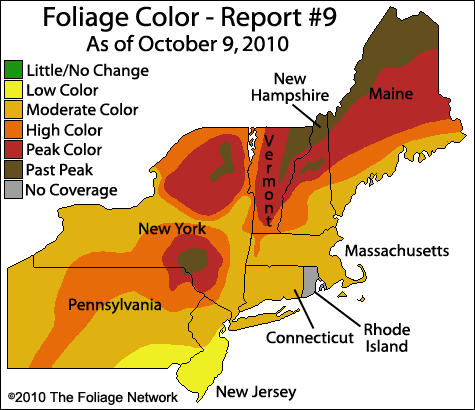 Foliage Color - Report #9
As of October 9, 2010
Little/No Change
Low Color
Moderate Color
High Color
Peak Color
Past Peak
No Coverage
New
Hampshire
Maine
Vermont
New York
Massachusetts
Pennsylvania
Connecticut
Rhode
Island
New Jersey
©2010 The Foliage Network